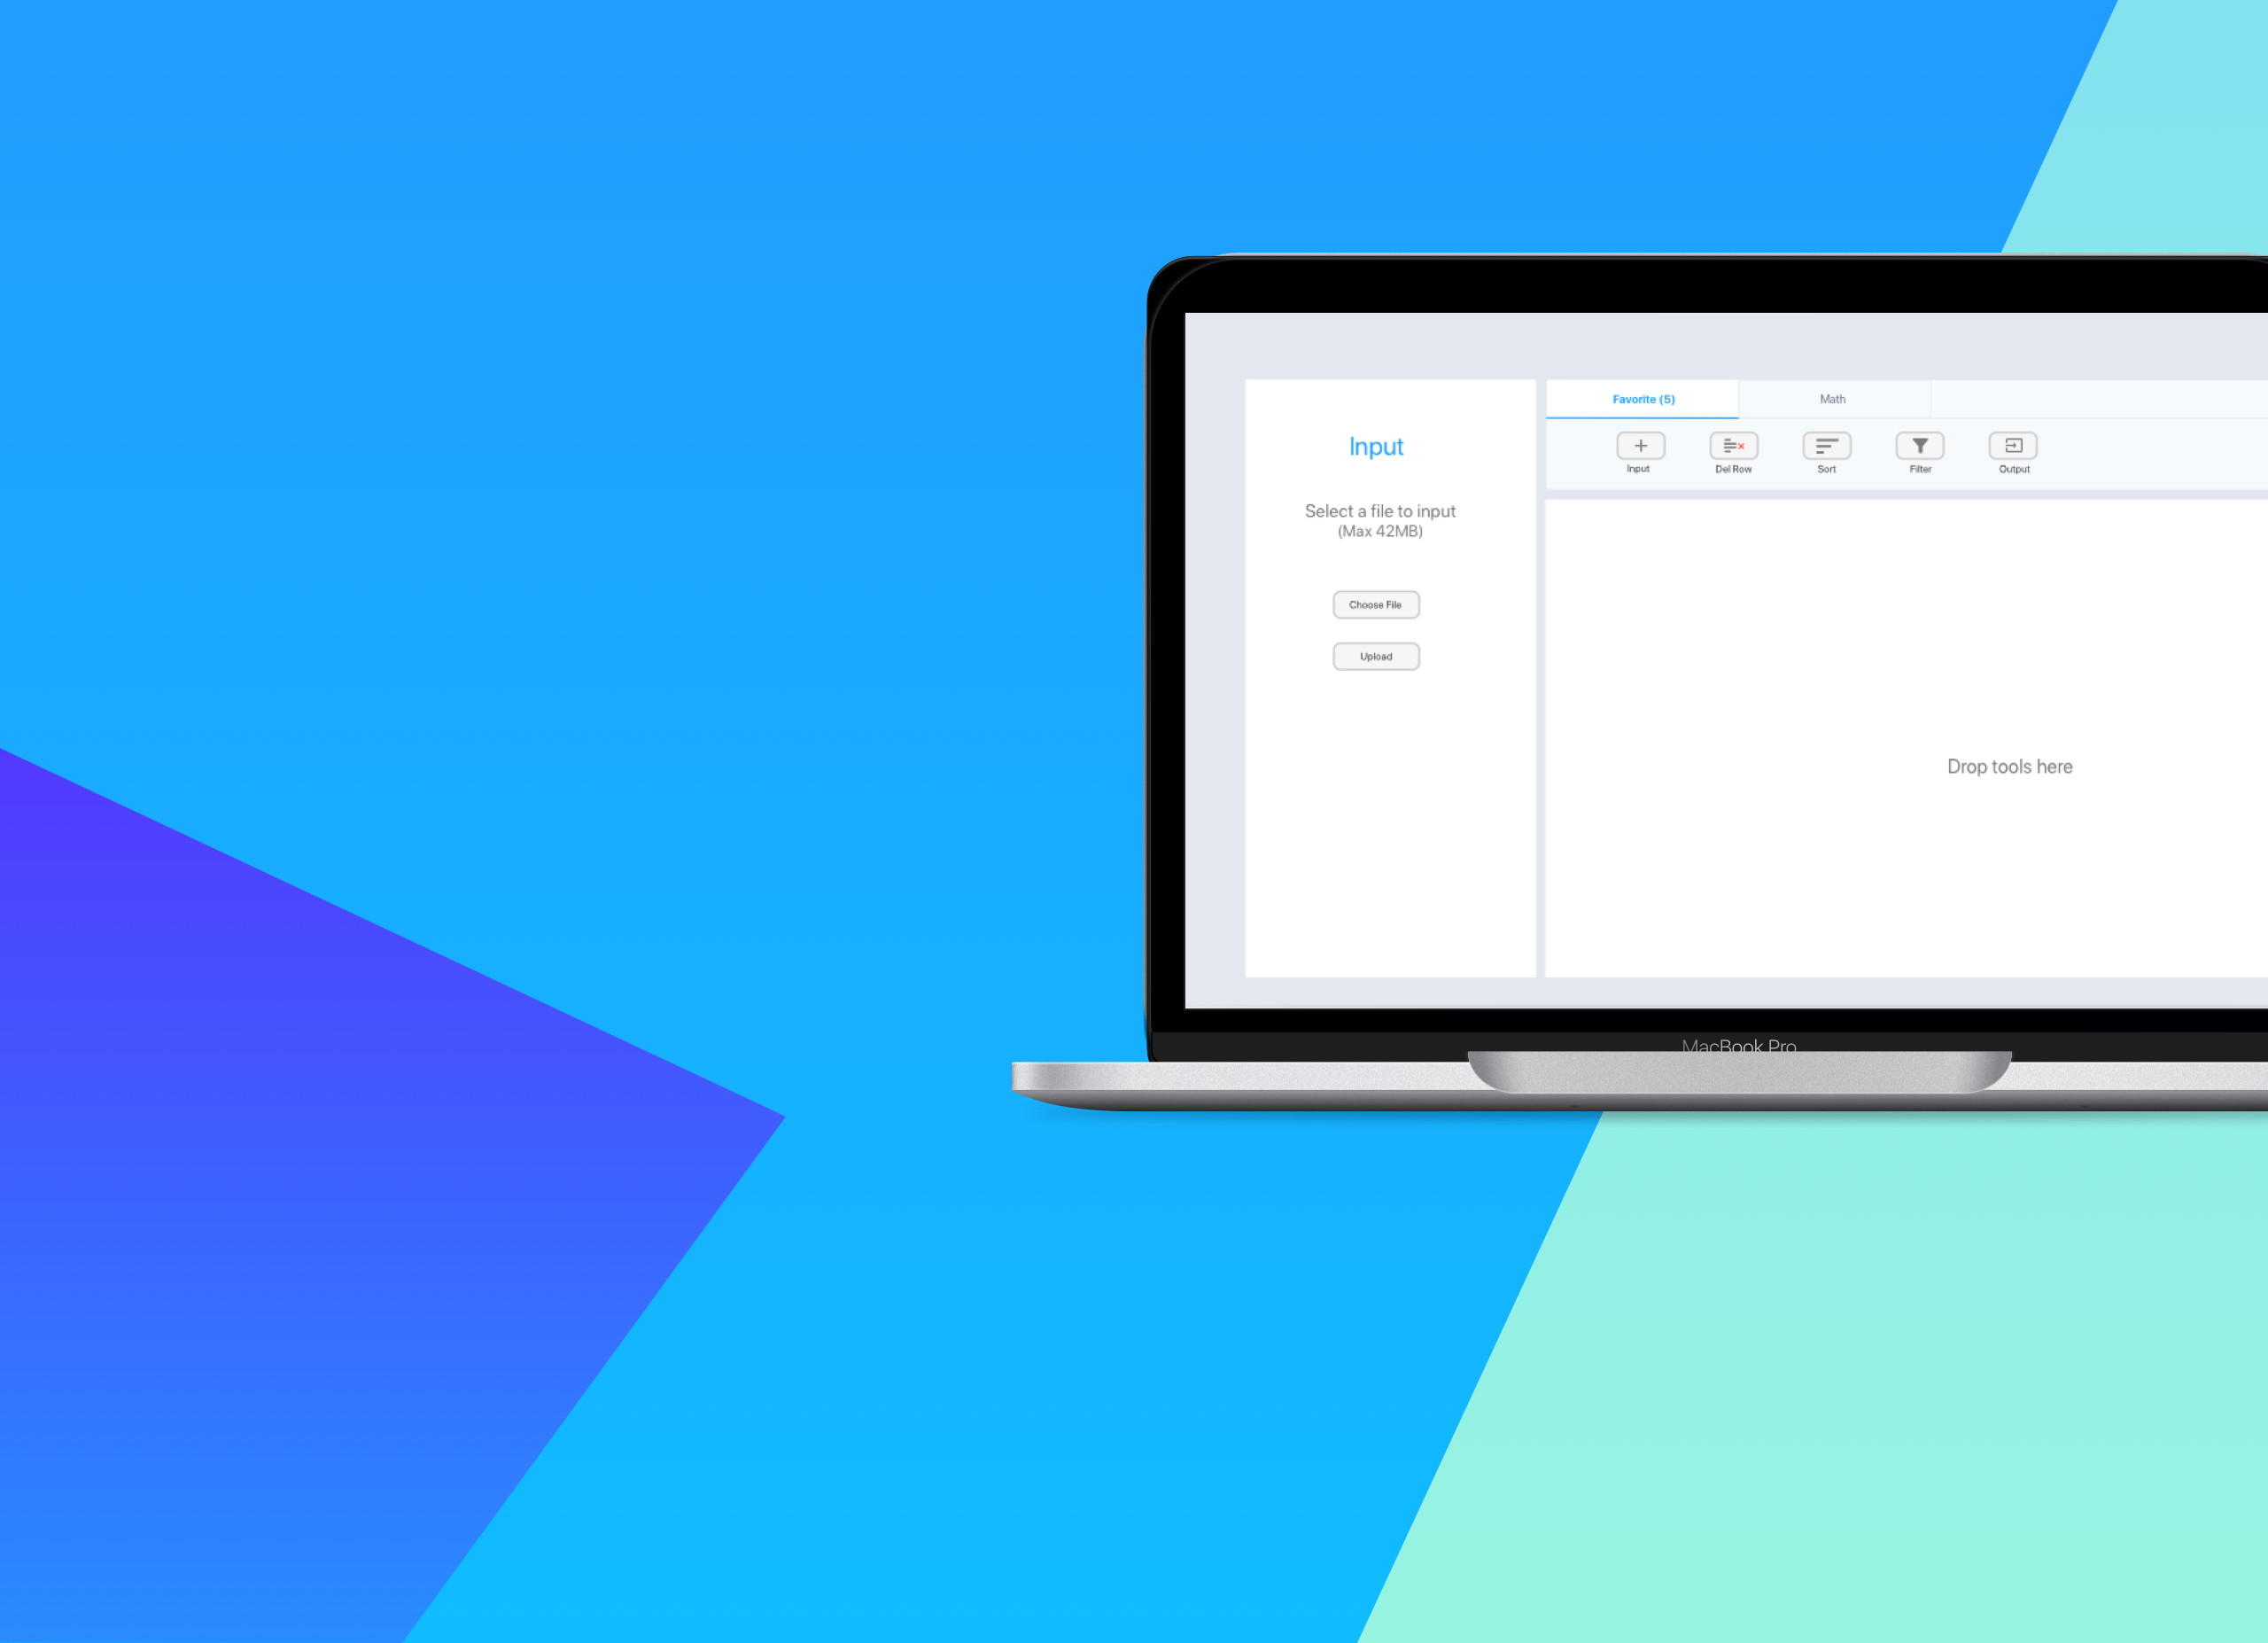 Favorite (5)
Math
Input
Input
Del Row
Sort
Filter
Output
Select a file to input
(Max 42MB)
Choose File
Upload
Drop tools here
MacBook Pro